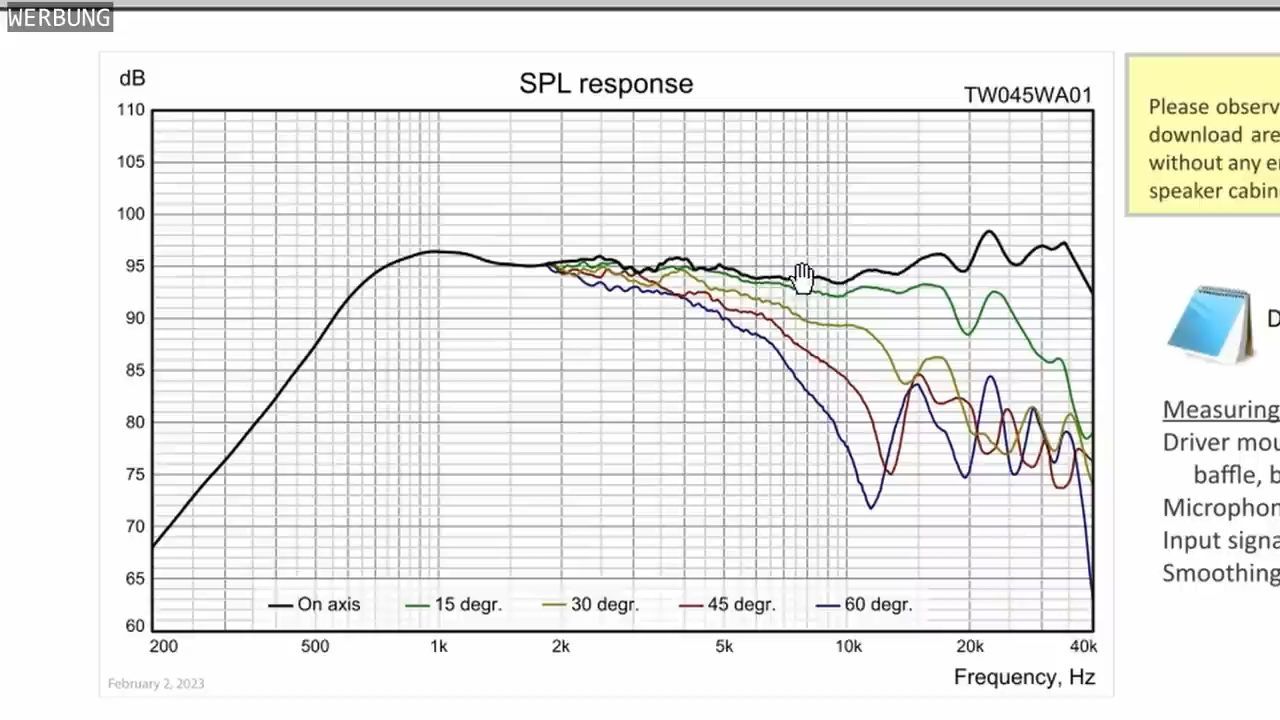 WERBUNG
dB
SPL response
TW045WA01
110
105
100
95
90
85
80
75
70
65
60
On axis
15 degr.
30 degr.
45 degr.
60 degr.
200
500
1k
2k
5k
10k
20k
40k
Frequency, Hz
February 2, 2023
Please observ
download are
without any e
speaker cabin
D
Measuring
Driver mou
baffle, b
Microphon
Input signa
Smoothing